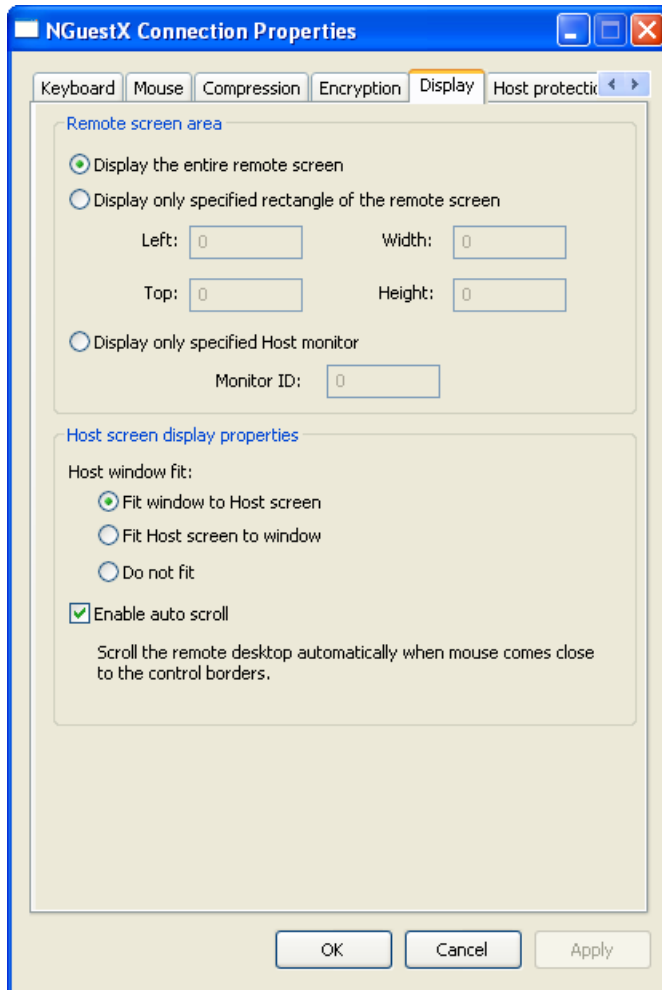 NGuestX Connection Properties
Keyboard Mouse Compression Encryption Display Host protectic
Remote screen area
Display the entire remote screen
Display only specified rectangle of the remote screen
Left: 0 Width: 0
Top: 0 Height: 0
Display only specified Host monitor
Monitor ID: 0
Host screen display properties
Host window fit:
Fit window to Host screen
Fit Host screen to window
Do not fit
Enable auto scroll
Scroll the remote desktop automatically when mouse comes close
to the control borders.
OK Cancel Apply